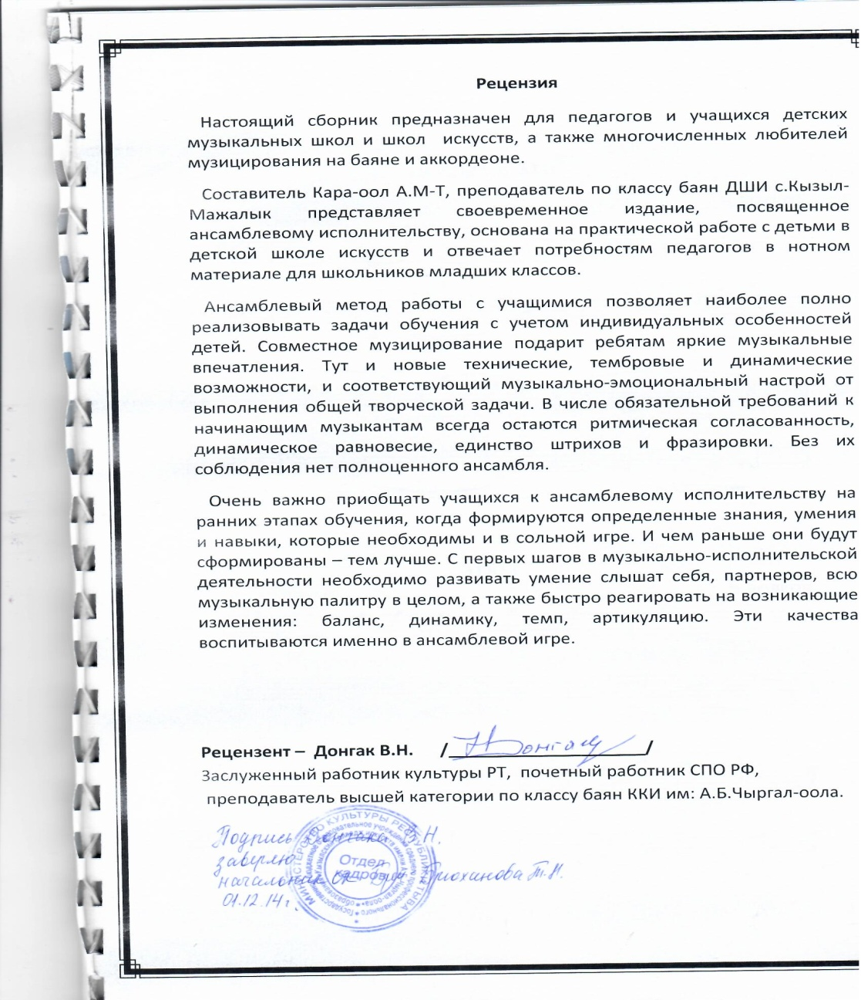 Рецензия
Настоящий сборник предназначен для педагогов и учащихся детских
музыкальных школ и школ искусств, а также многочисленных любителей
музицирования на баяне и аккордеоне.
Составитель Кара-оол А.М-Т, преподаватель по классу баян ДШИ с.Кызыл-
Мажалык представляет своевременное издание, посвященное
ансамблевому исполнительству, основана на практической работе с детьми в
детской школе искусств и отвечает потребностям педагогов в нотном
материале для школьников младших классов.
Ансамблевый метод работы с учащимися позволяет наиболее полно
реализовывать задачи обучения с учетом индивидуальных особенностей
детей. Совместное музицирование подарит ребятам яркие музыкальные
впечатления. Тут и новые технические, тембровые и динамические
возможности, и соответствующий музыкально-эмоциональный настрой от
выполнения общей творческой задачи. В числе обязательной требований к
начинающим музыкантам всегда остаются ритмическая согласованность,
динамическое равновесие, единство штрихов и фразировки. Без их
соблюдения нет полноценного ансамбля.
Очень важно приобщать учащихся к ансамблевому исполнительству на
ранних этапах обучения, когда формируются определенные знания, умения
и навыки, которые необходимы и в сольной игре. И чем раньше они будут
сформированы – тем лучше. С первых шагов в музыкально-исполнительской
деятельности необходимо развивать умение слышат себя, партнеров, всю
музыкальную палитру в целом, а также быстро реагировать на возникающие
изменения: баланс, динамику, темп, артикуляцию. Эти качества
воспитываются именно в ансамблевой игре.
Рецензент – Донгак В.Н. / Донгак /
Заслуженный работник культуры РТ, почетный работник СПО РФ,
преподаватель высшей категории по классу баян ККИ им: А.Б.Чыргал-оола.
Подпись Донгака В.Н.
заверяю
начальник ОК
01.12.14г.
МИНИСТЕРСТВО КУЛЬТУРЫ РЕСПУБЛИКИ ТЫВА
Отдел
кадров